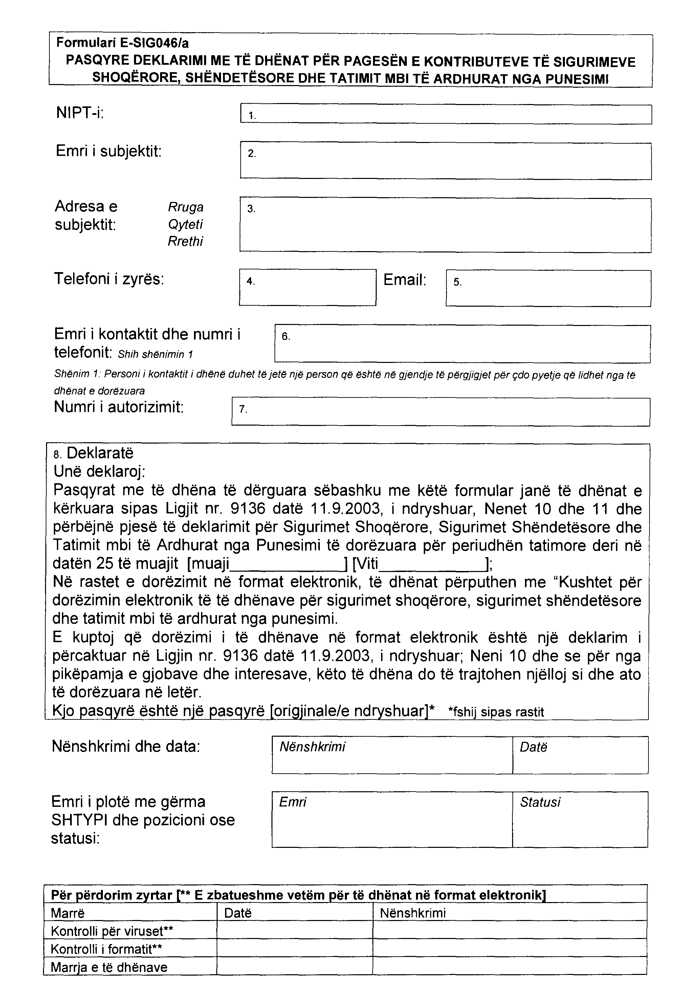 Formulari E-SIG046/a
PASQYRE DEKLARIMI ME TË DHËNAT PËR PAGESËN E KONTRIBUTEVE TË SIGURIMEVE
SHOQËRORE, SHËNDETËSORE DHE TATIMIT MBI TË ARDHURAT NGA PUNESIMI
NIPT-i: 1.
Emri i subjektit: 2.
Adresa e Rruga 3.
subjektit: Qyteti
Rrethi
Telefoni i zyrës: 4. Email: 5.
Emri i kontaktit dhe numri i 6.
telefonit: Shih shënimin 1
Shënim 1: Personi i kontaktit i dhënë duhet të jetë një person që është në gjendje të përgjigjet për çdo pyetje që lidhet nga të
dhënat e dorëzuara
Numri i autorizimit: 7.
8. Deklaratë
Unë deklaroj:
Pasqyrat me të dhëna të dërguara sëbashku me këtë formular janë të dhënat e
kërkuara sipas Ligjit nr. 9136 datë 11.9.2003, i ndryshuar, Nenet 10 dhe 11 dhe
përbëjnë pjesë të deklarimit për Sigurimet Shoqërore, Sigurimet Shëndetësore dhe
Tatimit mbi të Ardhurat nga Punesimi të dorëzuara për periudhën tatimore deri në
datën 25 të muajit [muaji_______________] [Viti______________];
Në rastet e dorëzimit në format elektronik, të dhënat përputhen me “Kushtet për
dorëzimin elektronik të të dhënave për sigurimet shoqërore, sigurimet shëndetësore
dhe tatimit mbi të ardhurat nga punesimi.
E kuptoj që dorëzimi i të dhënave në format elektronik është një deklarim i
përcaktuar në Ligjin nr. 9136 datë 11.9.2003, i ndryshuar; Neni 10 dhe se për nga
pikëpamja e gjobave dhe interesave, këto të dhëna do të trajtohen njëlloj si dhe ato
të dorëzuara në letër.
Kjo pasqyrë është një pasqyrë [origjinale/e ndryshuar]* *fshij sipas rastit
Nënshkrimi dhe data: Nënshkrimi Datë
Emri i plotë me gërma Emri Statusi
SHTYPI dhe pozicioni ose
statusi:
Për përdorim zyrtar [** E zbatueshme vetëm për të dhënat në format elektronik]
Marrë Datë Nënshkrimi
Kontrolli për viruset**
Kontrolli i formatit**
Marrja e të dhënave